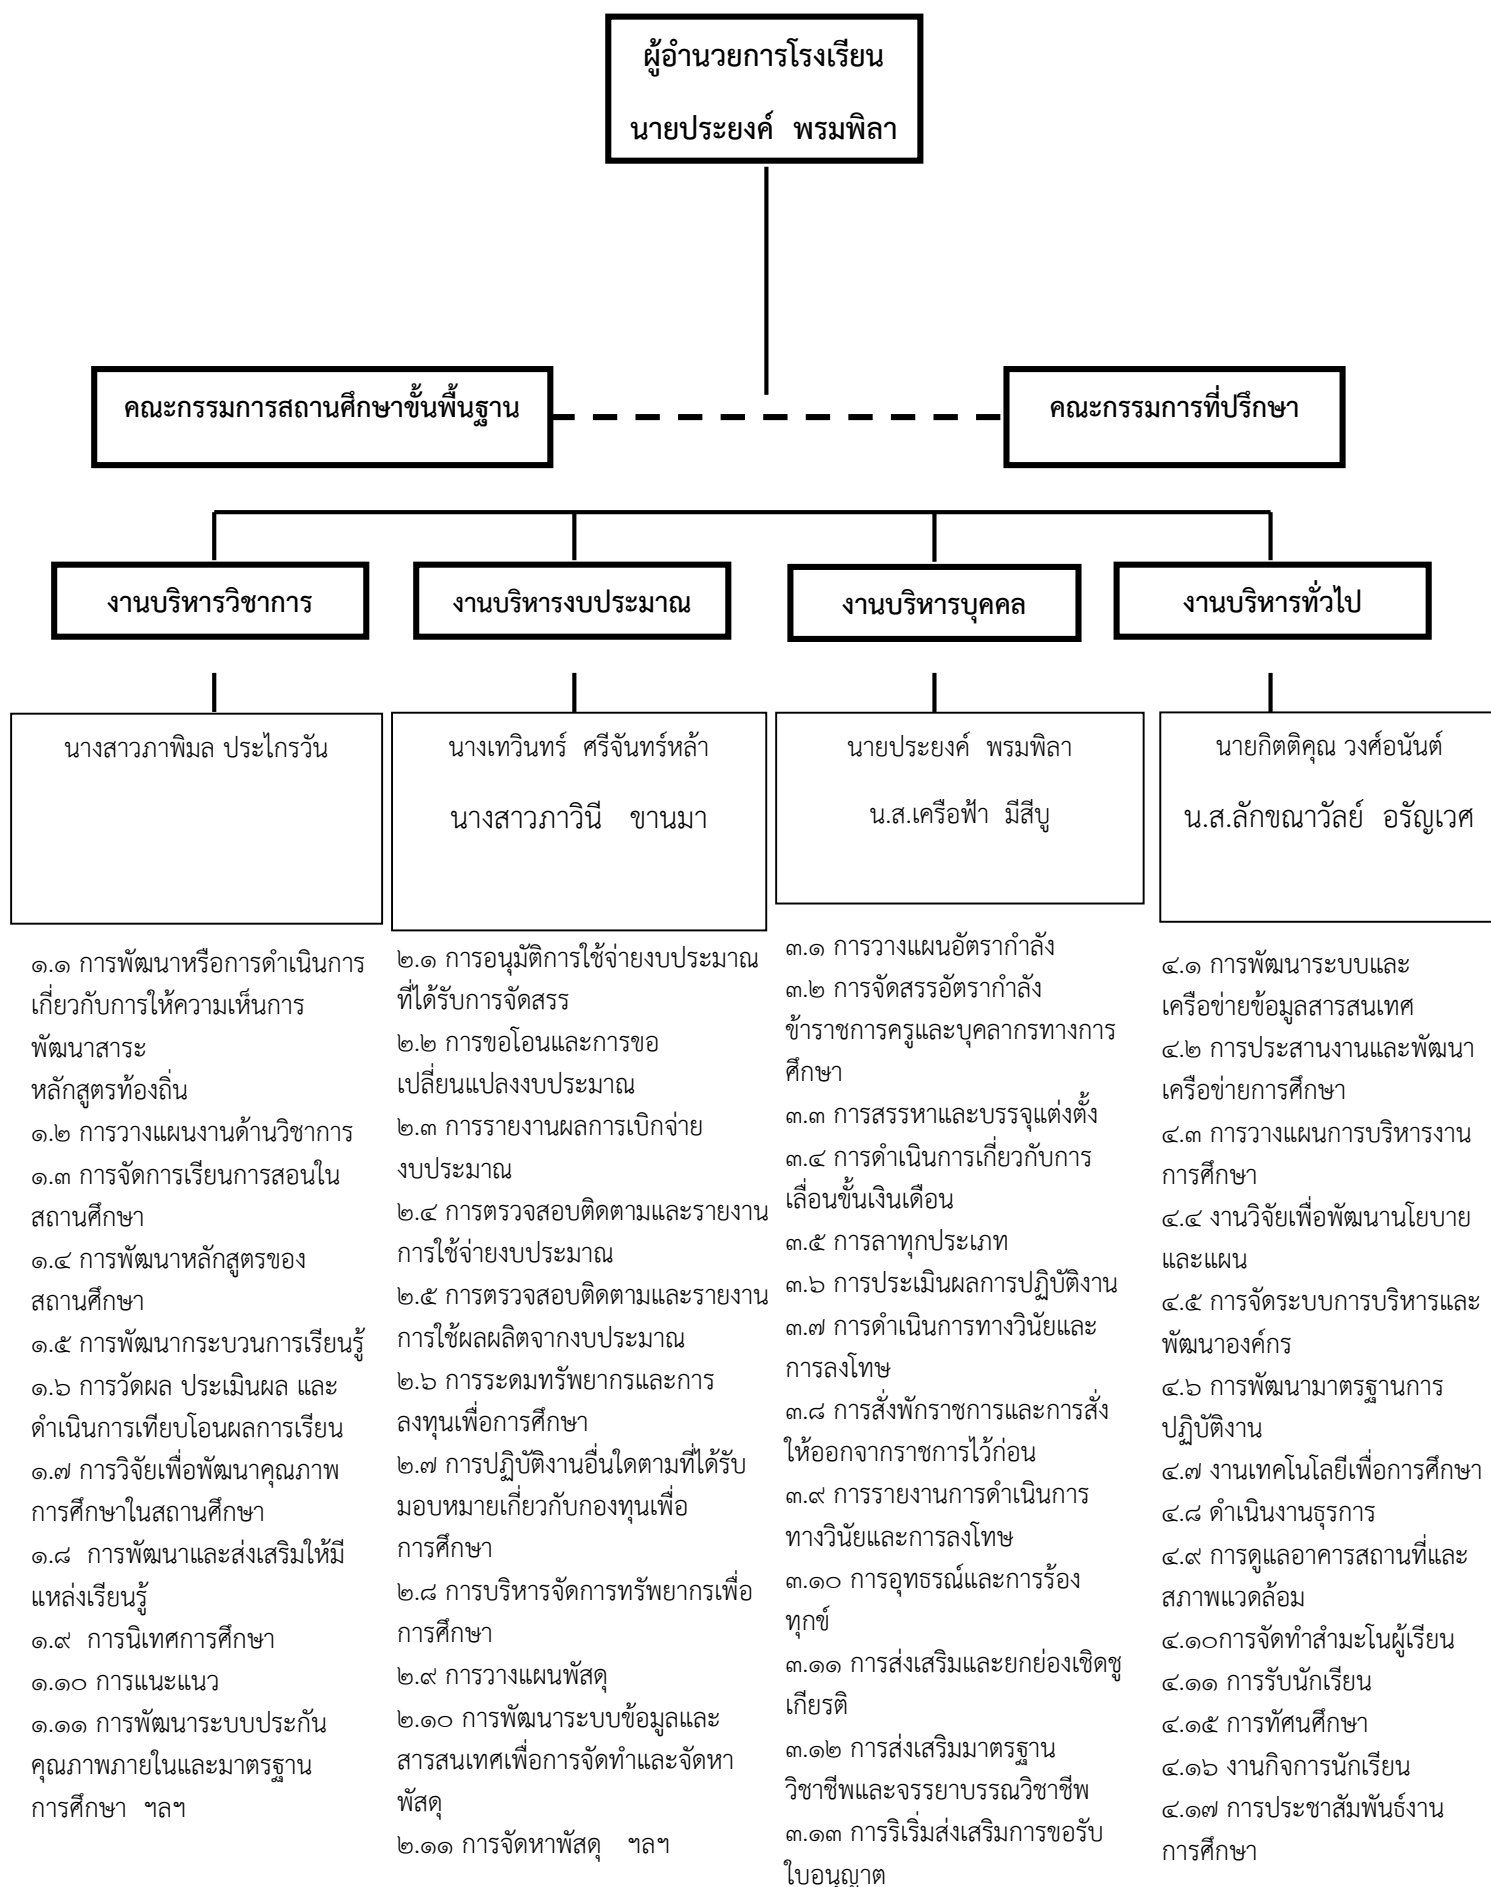 ผู้อำนวยการโรงเรียน
นายประยงค์ พรมพิลา
คณะกรรมการสถานศึกษาขั้นพื้นฐาน
คณะกรรมการที่ปรึกษา
งานบริหารวิชาการ
งานบริหารงบประมาณ
งานบริหารบุคคล
งานบริหารทั่วไป
นางสาวภาพิมล ประไกรวัน
นางเทวินทร์ ศรีจันทร์หล้า
นางสาวภาวินี ขานมา
นายประยงค์ พรมพิลา
น.ส.เครือฟ้า มีสีบู
นายกิตติคุณ วงศ์อนันต์
น.ส.ลักขณาวัลย์ อรัญเวศ
๑.๑ การพัฒนาหรือการดำเนินการ
เกี่ยวกับการให้ความเห็นการ
พัฒนาสาระ
หลักสูตรท้องถิ่น
๑.๒ การวางแผนงานด้านวิชาการ
๑.๓ การจัดการเรียนการสอนใน
สถานศึกษา
๑.๔ การพัฒนาหลักสูตรของ
สถานศึกษา
๑.๕ การพัฒนากระบวนการเรียนรู้
๑.๖ การวัดผล ประเมินผล และ
ดำเนินการเทียบโอนผลการเรียน
๑.๗ การวิจัยเพื่อพัฒนาคุณภาพ
การศึกษาในสถานศึกษา
๑.๘ การพัฒนาและส่งเสริมให้มี
แหล่งเรียนรู้
๑.๙ การนิเทศการศึกษา
๑.๑๐ การแนะแนว
๑.๑๑ การพัฒนาระบบประกัน
คุณภาพภายในและมาตรฐาน
การศึกษา ฯลฯ
๒.๑ การอนุมัติการใช้จ่ายงบประมาณ
ที่ได้รับการจัดสรร
๒.๒ การขอโอนและการขอ
เปลี่ยนแปลงงบประมาณ
๒.๓ การรายงานผลการเบิกจ่าย
งบประมาณ
๒.๔ การตรวจสอบติดตามและรายงาน
การใช้จ่ายงบประมาณ
๒.๕ การตรวจสอบติดตามและรายงาน
การใช้ผลผลิตจากงบประมาณ
๒.๖ การระดมทรัพยากรและการ
ลงทุนเพื่อการศึกษา
๒.๗ การปฏิบัติงานอื่นใดตามที่ได้รับ
มอบหมายเกี่ยวกับกองทุนเพื่อ
การศึกษา
๒.๘ การบริหารจัดการทรัพยากรเพื่อ
การศึกษา
๒.๙ การวางแผนพัสดุ
๒.๑๐ การพัฒนาระบบข้อมูลและ
สารสนเทศเพื่อการจัดทำและจัดหา
พัสดุ
๒.๑๑ การจัดหาพัสดุ ฯลฯ
๓.๑ การวางแผนอัตรากำลัง
๓.๒ การจัดสรรอัตรากำลัง
ข้าราชการครูและบุคลากรทางการ
ศึกษา
๓.๓ การสรรหาและบรรจุแต่งตั้ง
๓.๔ การดำเนินการเกี่ยวกับการ
เลื่อนขั้นเงินเดือน
๓.๕ การลาทุกประเภท
๓.๖ การประเมินผลการปฏิบัติงาน
๓.๗ การดำเนินการทางวินัยและ
การลงโทษ
๓.๘ การสั่งพักราชการและการสั่ง
ให้ออกจากราชการไว้ก่อน
๓.๙ การรายงานการดำเนินการ
ทางวินัยและการลงโทษ
๓.๑๐ การอุทธรณ์และการร้อง
ทุกข์
๓.๑๑ การส่งเสริมและยกย่องเชิดชู
เกียรติ
๓.๑๒ การส่งเสริมมาตรฐาน
วิชาชีพและจรรยาบรรณวิชาชีพ
๓.๑๓ การริเริ่มส่งเสริมการขอรับ
ใบอนุญาต
๔.๑ การพัฒนาระบบและ
เครือข่ายข้อมูลสารสนเทศ
๔.๒ การประสานงานและพัฒนา
เครือข่ายการศึกษา
๔.๓ การวางแผนการบริหารงาน
การศึกษา
๔.๔ งานวิจัยเพื่อพัฒนานโยบาย
และแผน
๔.๕ การจัดระบบการบริหารและ
พัฒนาองค์กร
๔.๖ การพัฒนามาตรฐานการ
ปฏิบัติงาน
๔.๗ งานเทคโนโลยีเพื่อการศึกษา
๔.๘ ดำเนินงานธุรการ
๔.๙ การดูแลอาคารสถานที่และ
สภาพแวดล้อม
๔.๑๐การจัดทำสำมะโนผู้เรียน
๔.๑๑ การรับนักเรียน
๔.๑๕ การทัศนศึกษา
๔.๑๖ งานกิจการนักเรียน
๔.๑๗ การประชาสัมพันธ์งาน
การศึกษา